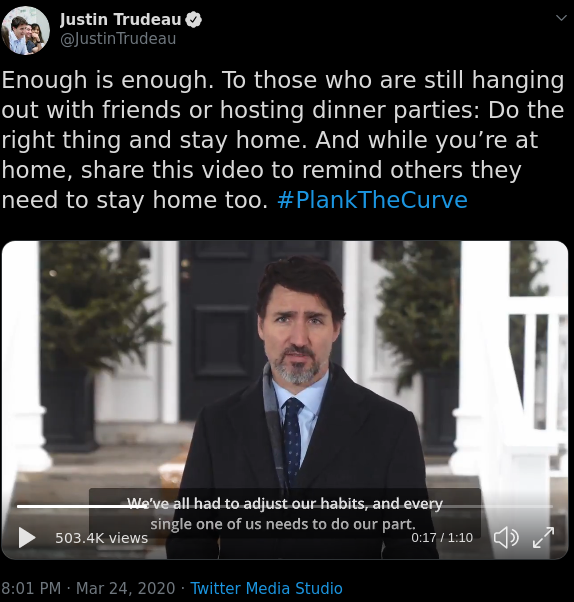 Justin Trudeau
@JustinTrudeau
Enough is enough. To those who are still hanging
out with friends or hosting dinner parties: Do the
right thing and stay home. And while you’re at
home, share this video to remind others they
need to stay home too. #PlankTheCurve
We’ve all had to adjust our habits, and every
single one of us needs to do our part.
503.4K views
0:17 / 1:10
8:01 PM · Mar 24, 2020 · Twitter Media Studio